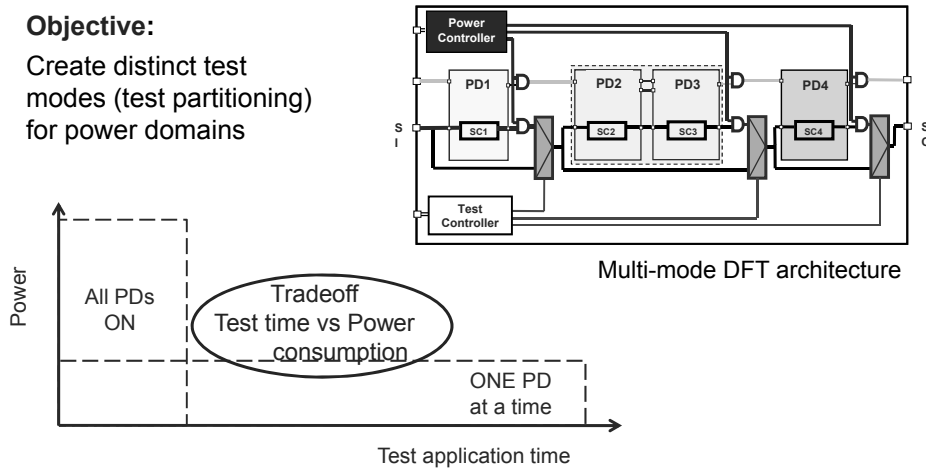 Objective:
Create distinct test
modes (test partitioning)
for power domains
Power
Controller
PD1
PD2
PD3
PD4
SC1
SC2
SC3
SC4
S
I
S
O
Test
Controller
Multi-mode DFT architecture
Power
All PDs
ON
Tradeoff
Test time vs Power
consumption
ONE PD
at a time
Test application time